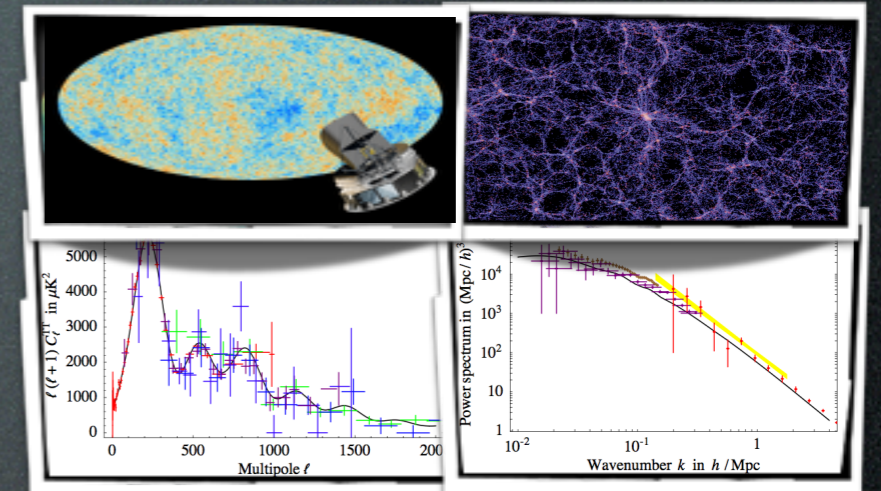 5000
4000
3000
2000
1000
0
ℓ (ℓ + 1) C_ℓ^TT in μK²
0 500 1000 1500 200
Multipole ℓ
10⁴
10³
10²
10
1
Power spectrum in (Mpc/h)³
10⁻² 10⁻¹ 1
Wavenumber k in h/Mpc